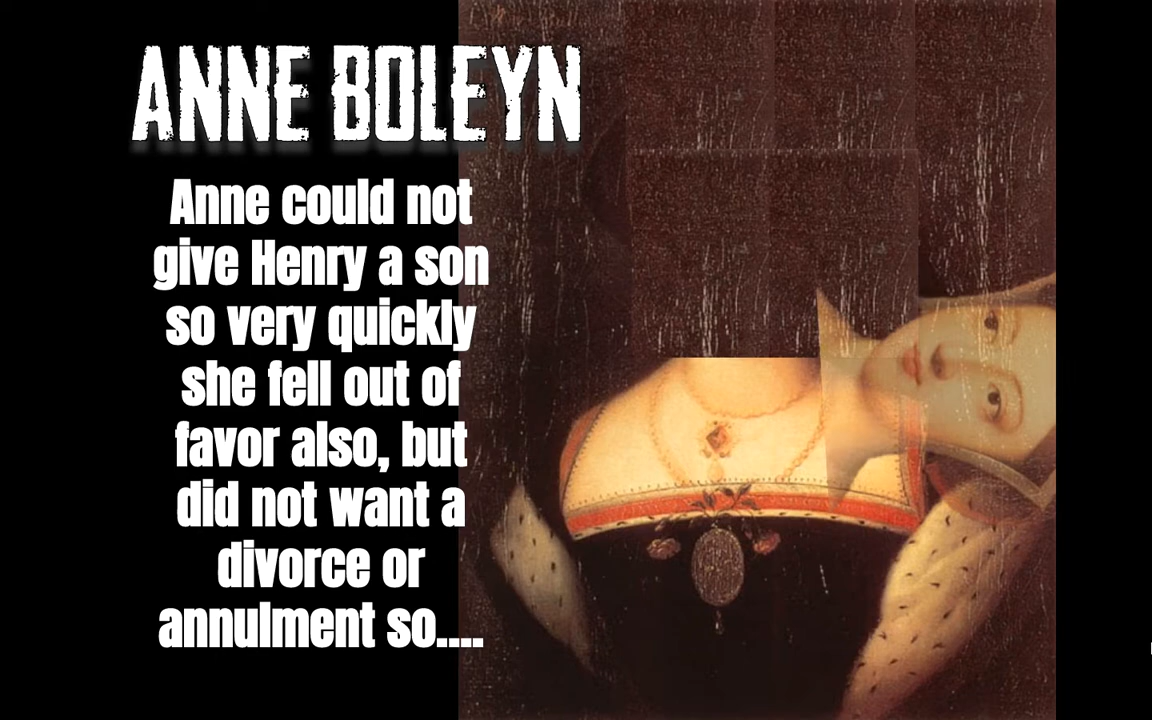 ANNE BOLEYN
Anne could not
give Henry a son
so very quickly
she fell out of
favor also, but
did not want a
divorce or
annulment so....